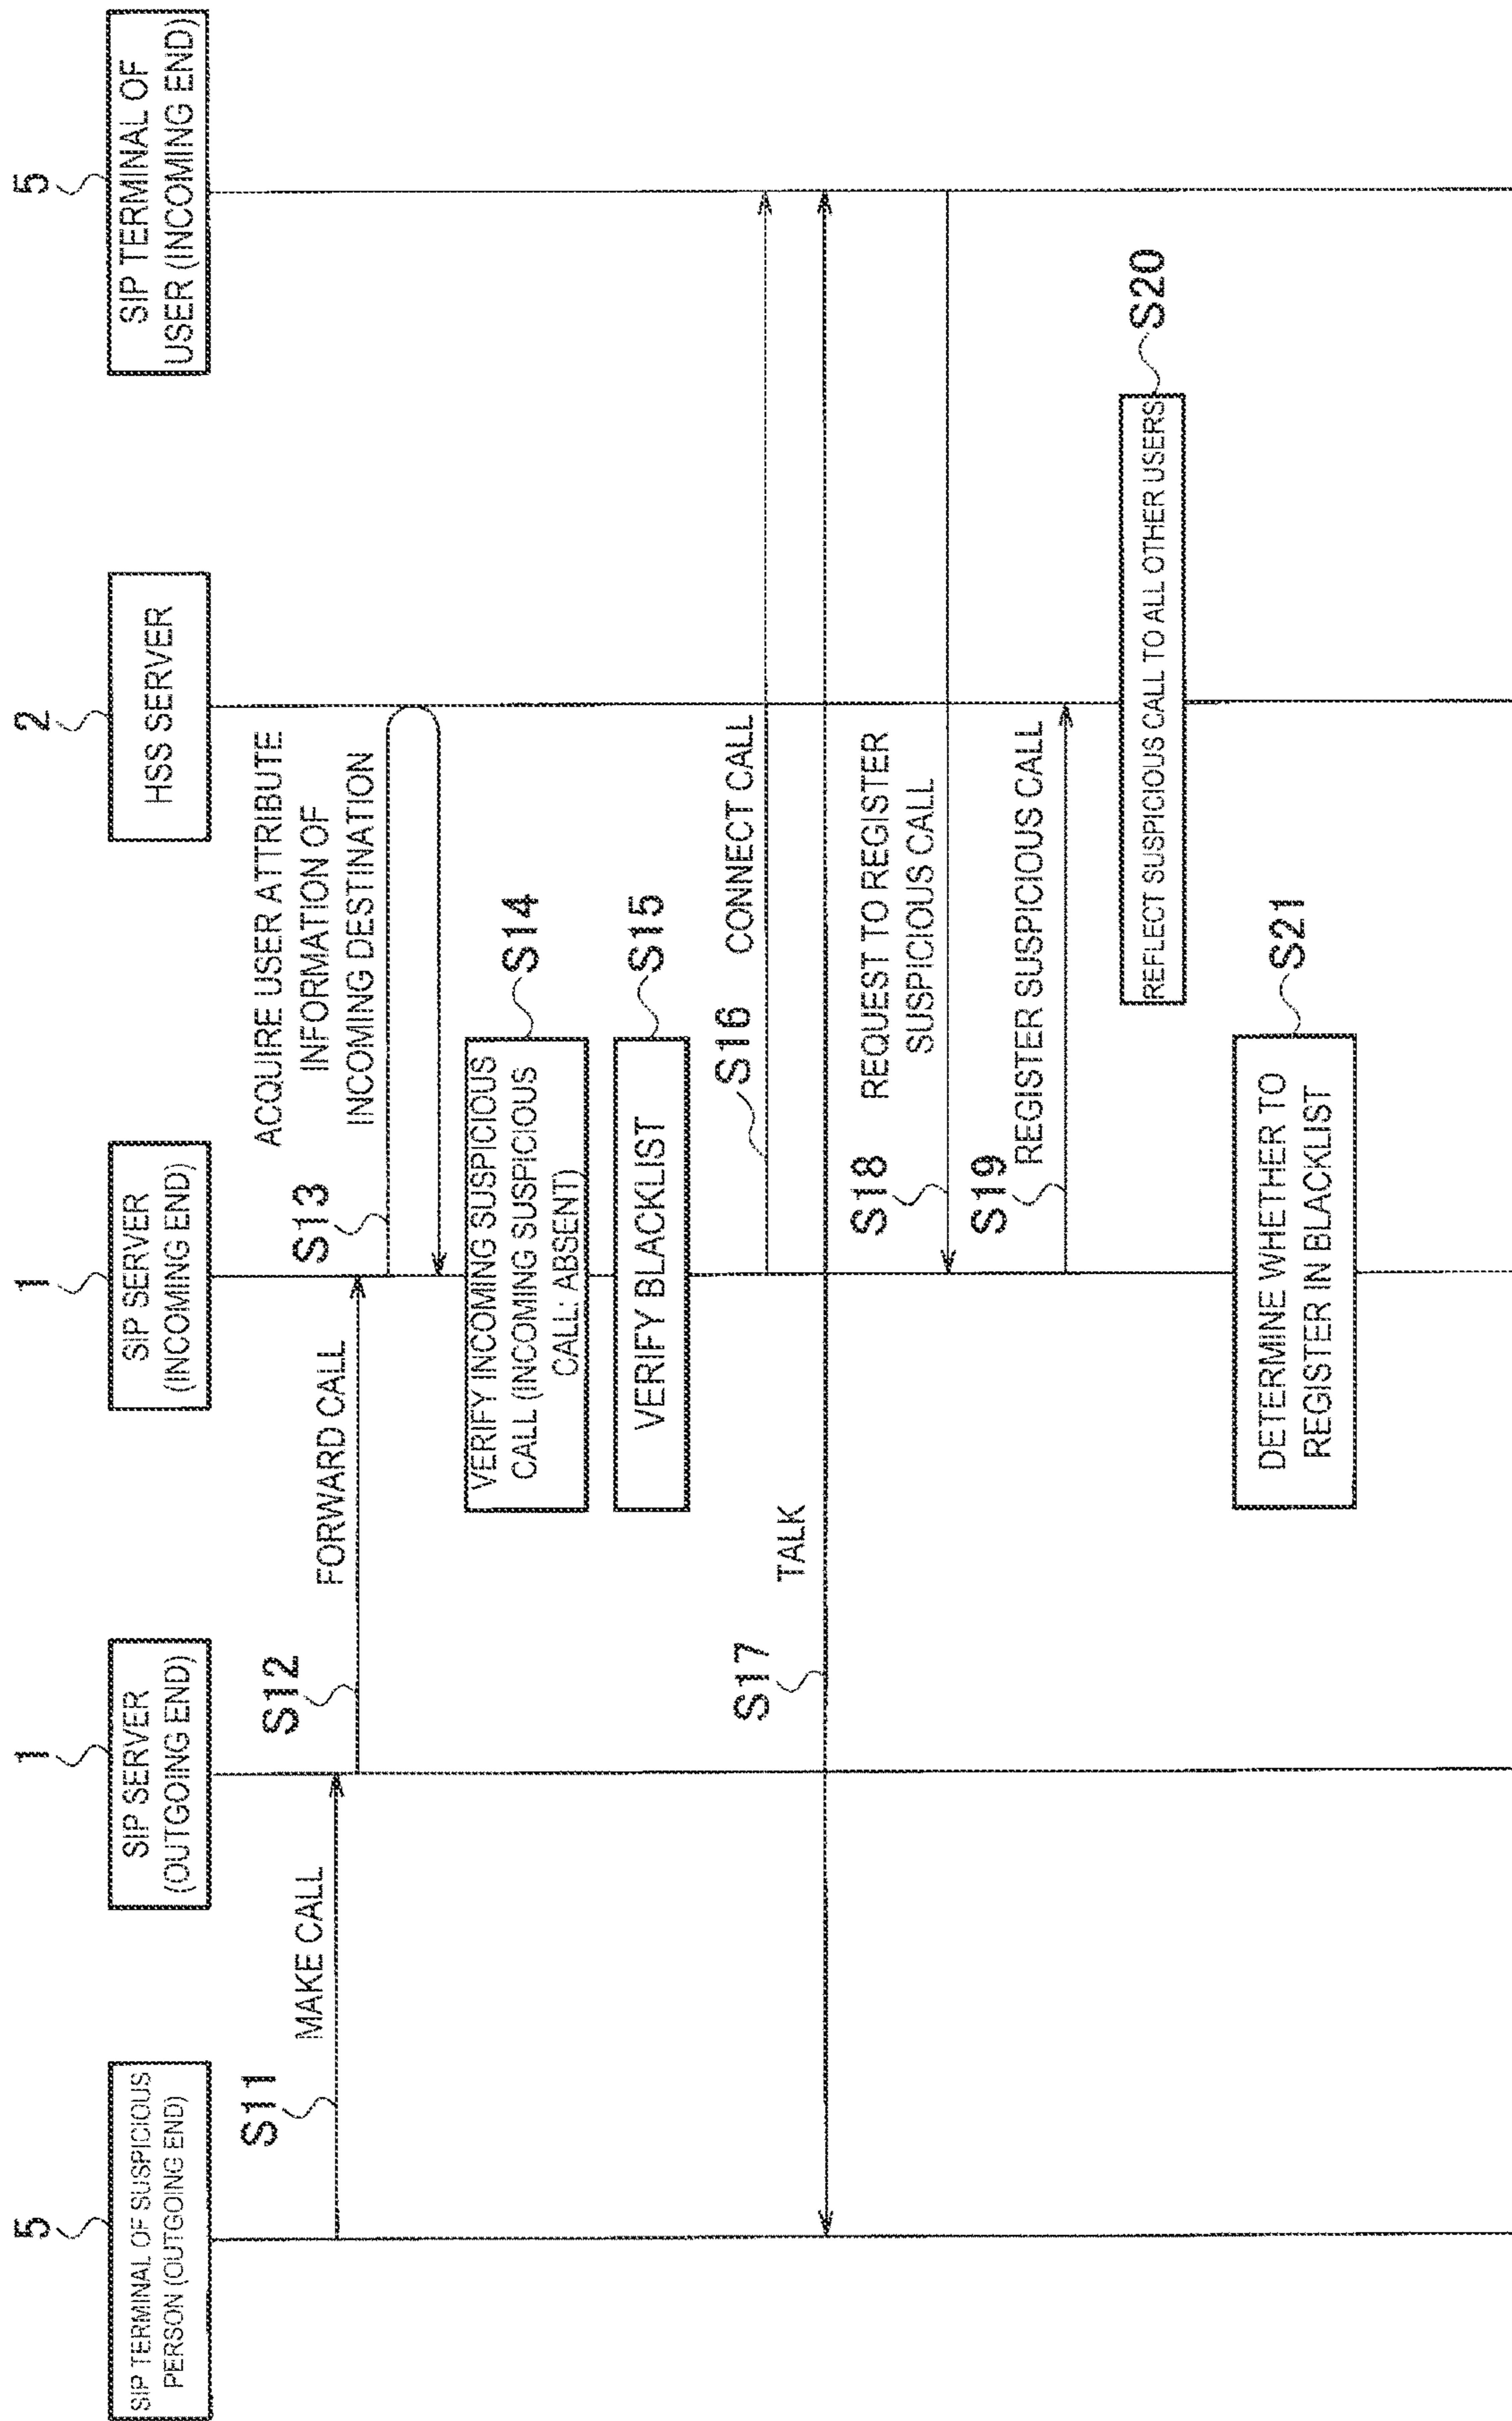 5
SIP TERMINAL OF SUSPICIOUS
PERSON (OUTGOING END)
1
SIP SERVER
(OUTGOING END)
1
SIP SERVER
(INCOMING END)
2
HSS SERVER
5
SIP TERMINAL OF
USER (INCOMING END)
S11
MAKE CALL
S12
FORWARD CALL
S13
ACQUIRE USER ATTRIBUTE
INFORMATION OF
INCOMING DESTINATION
VERIFY INCOMING SUSPICIOUS
CALL (INCOMING SUSPICIOUS
CALL: ABSENT)
S14
VERIFY BLACKLIST
S15
S16
CONNECT CALL
S17
TALK
S18
REQUEST TO REGISTER
SUSPICIOUS CALL
S19
REGISTER SUSPICIOUS CALL
REFLECT SUSPICIOUS CALL TO ALL OTHER USERS
S20
DETERMINE WHETHER TO
REGISTER IN BLACKLIST
S21